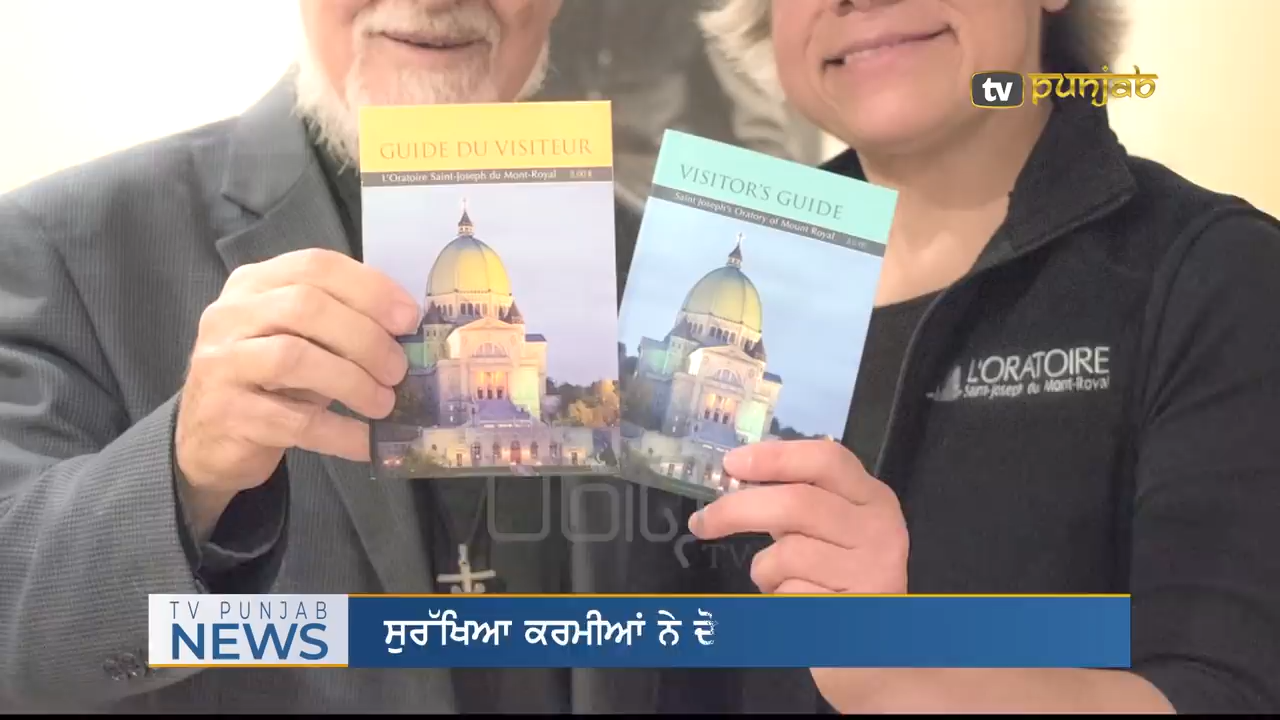 tv punjab
GUIDE DU VISITEUR
L'Oratoire Saint-Joseph du Mont-Royal
VISITOR'S GUIDE
Saint Joseph's Oratory of Mount Royal
L'ORATOIRE
Saint-Joseph du Mont-Royal
TV
TV PUNJAB
NEWS
ਸੁਰੱਖਿਆ ਕਰਮੀਆਂ ਨੇ